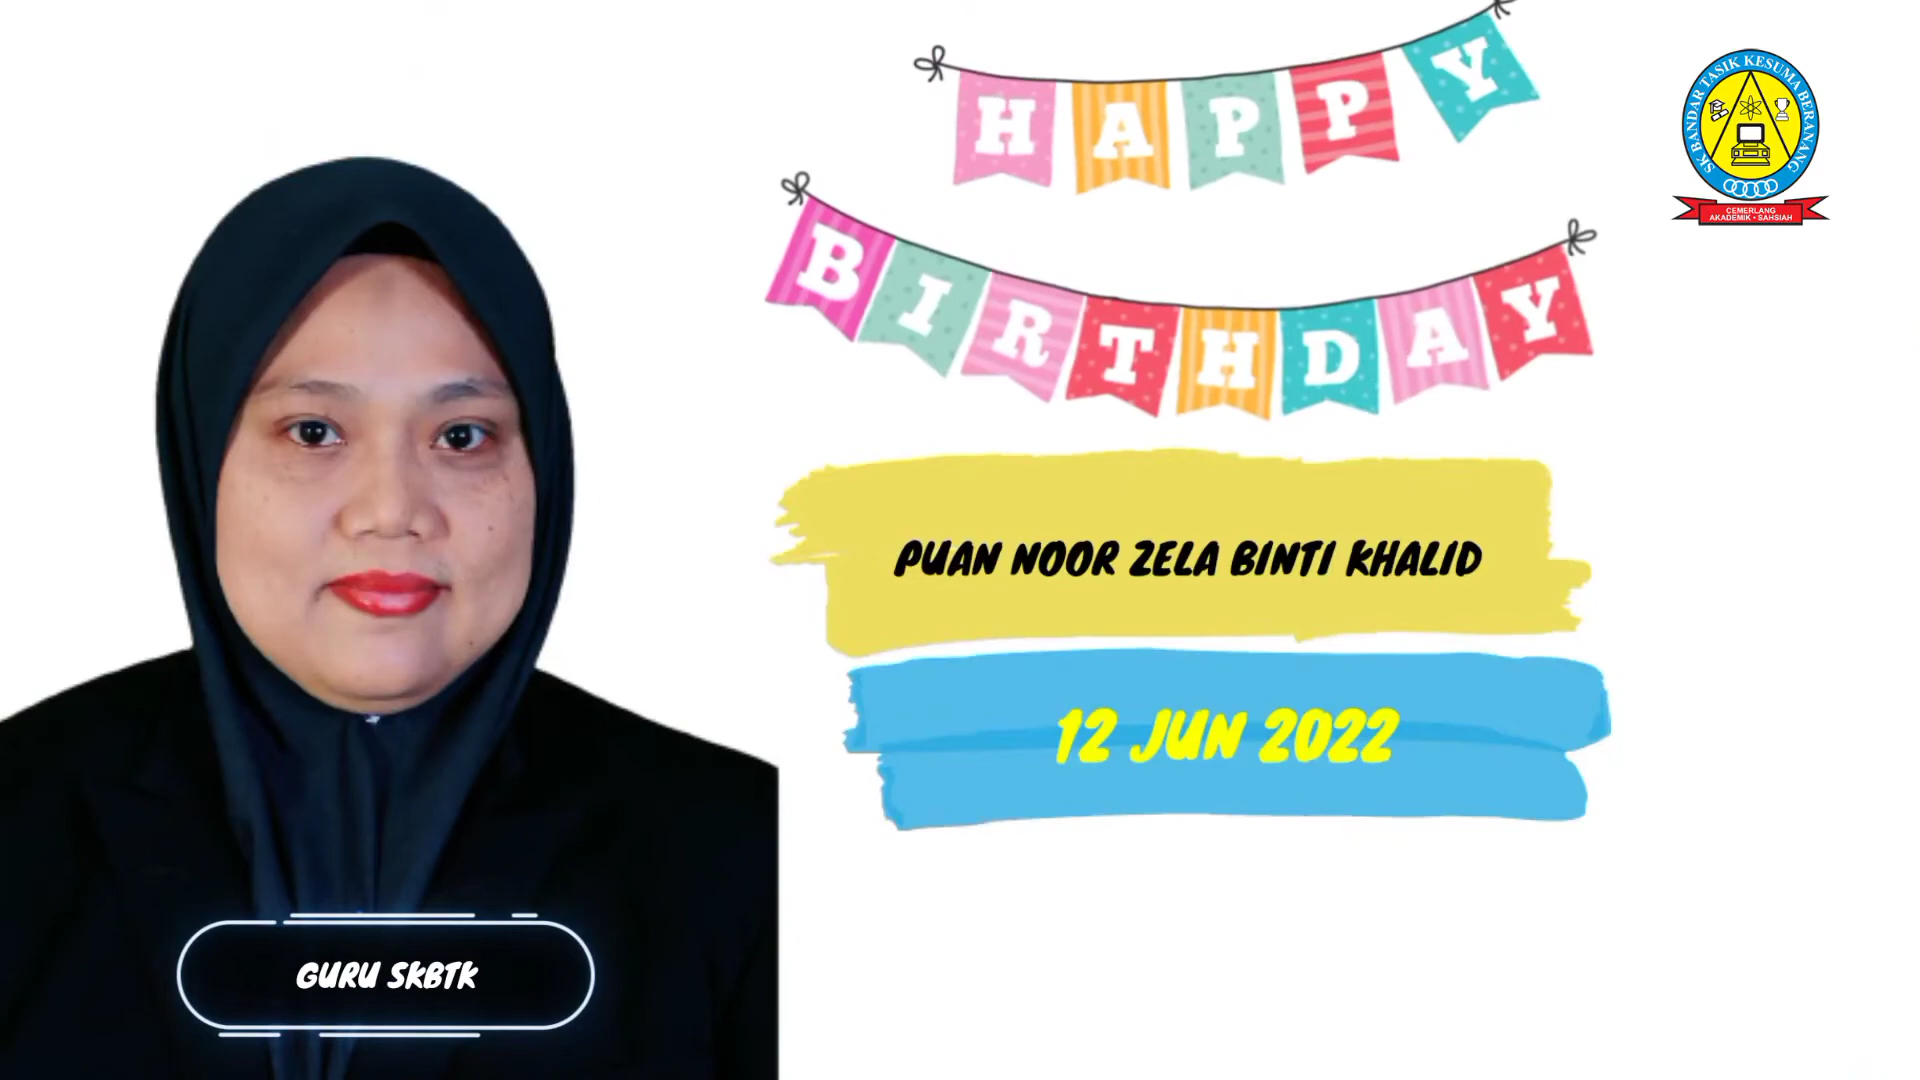 HAPPY
BIRTHDAY
SK BANDAR TASIK KESUMA BERANANG
CEMERLANG
AKADEMIK • SAHSIAH
PUAN NOOR ZELA BINTI KHALID
12 JUN 2022
GURU SKBTK